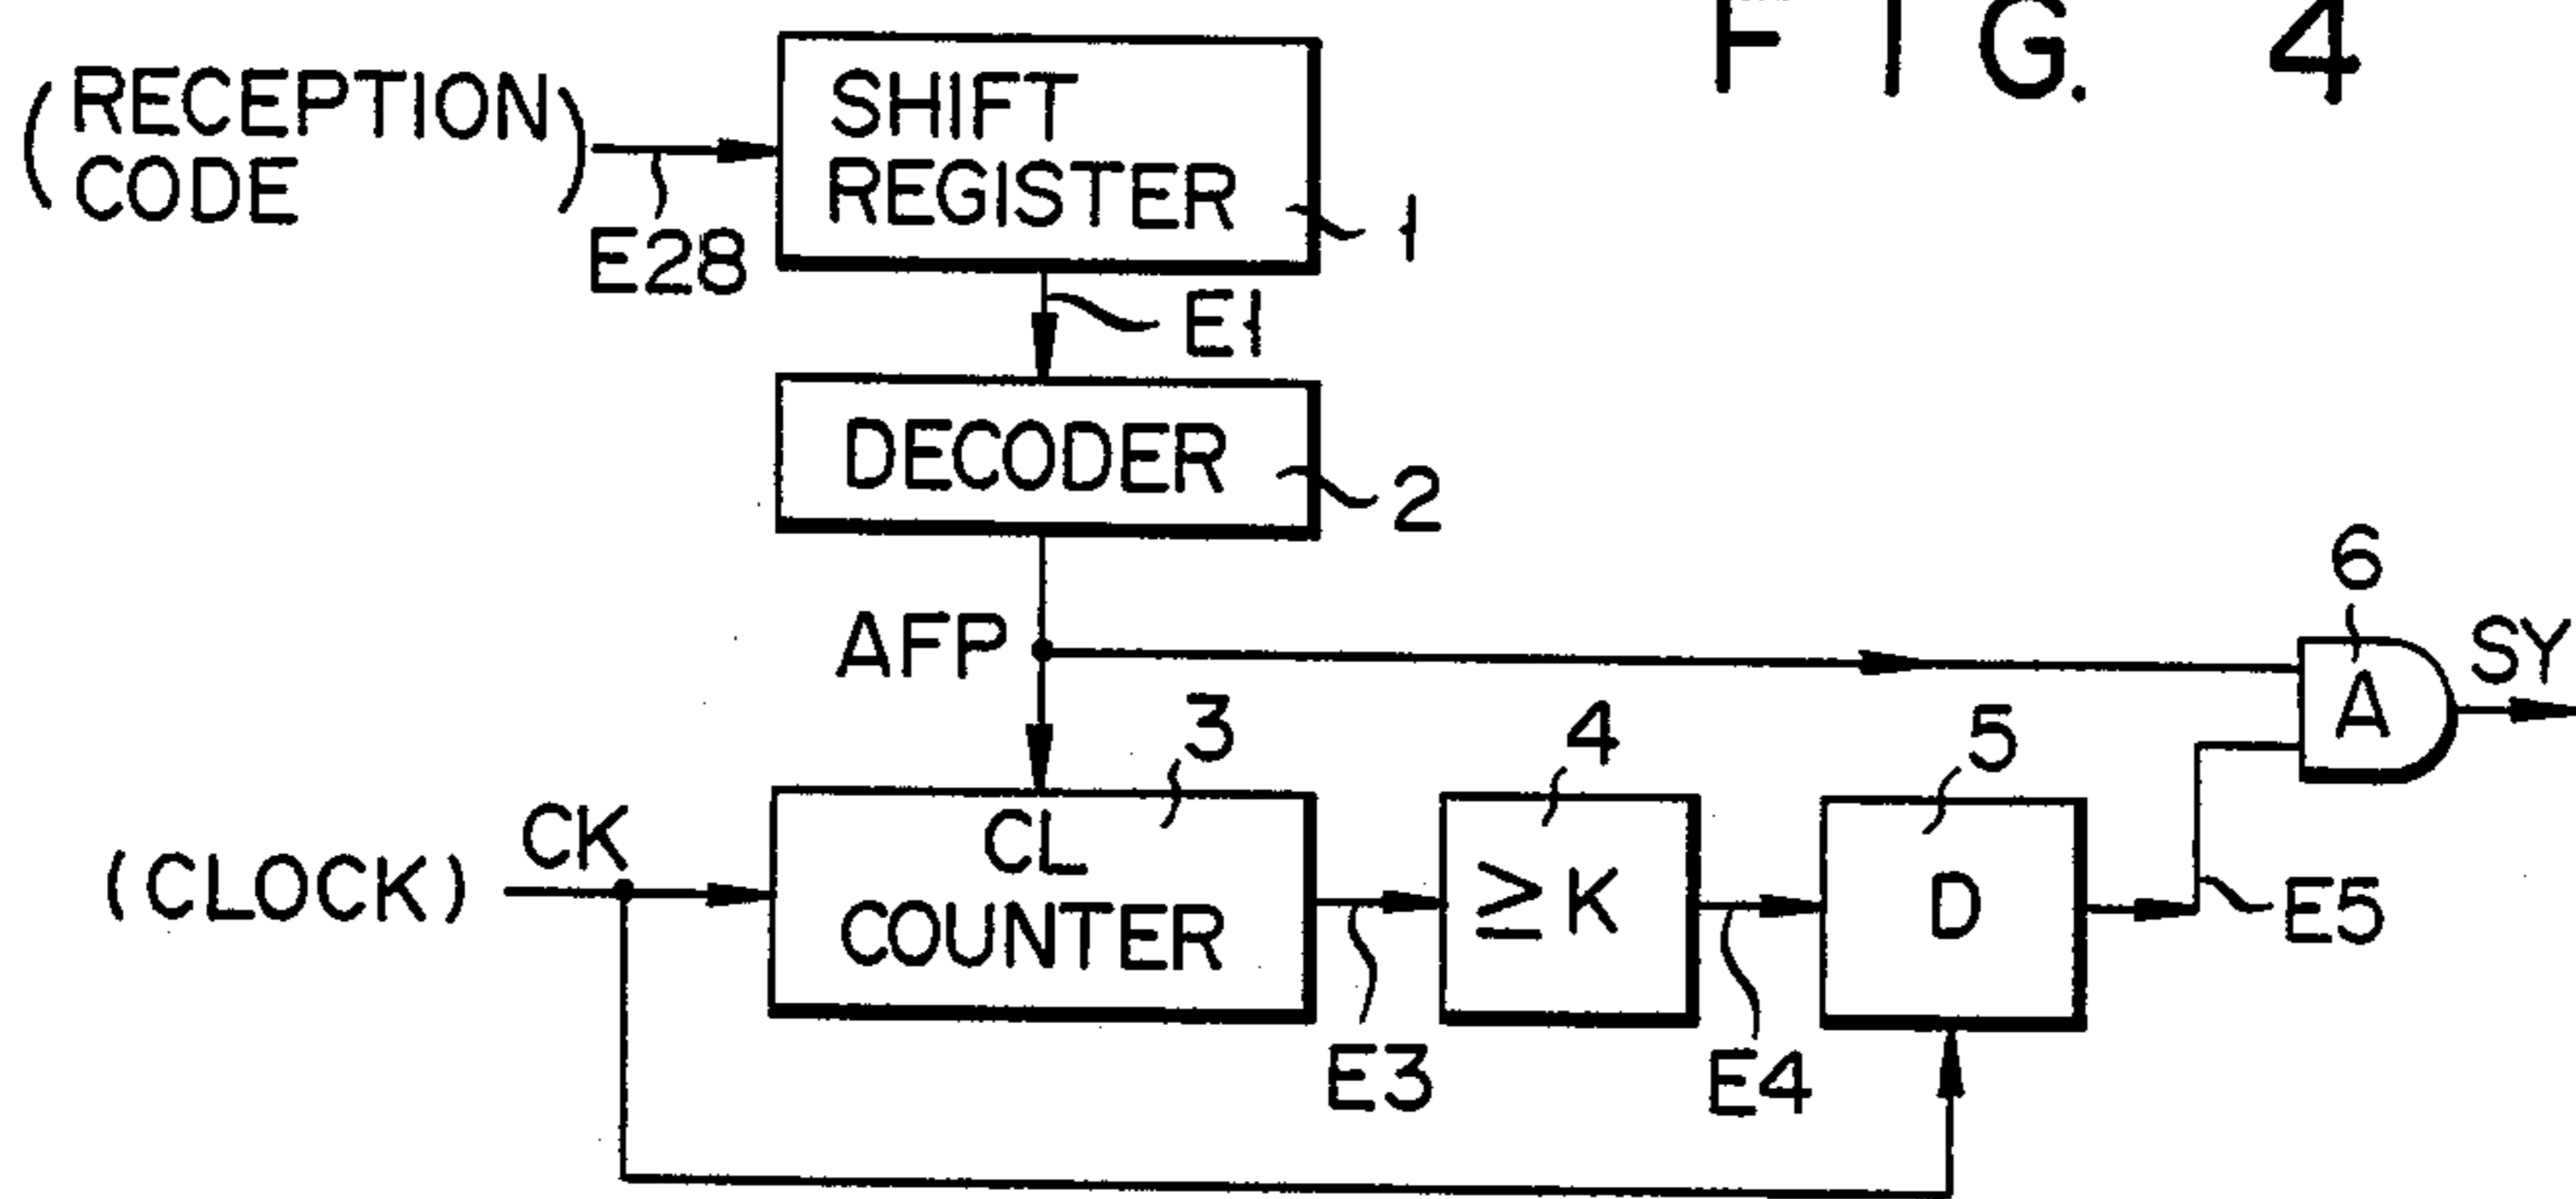 FIG. 4
(RECEPTION CODE)
E28
SHIFT
REGISTER
1
E1
DECODER
2
AFP
6
A
SY
3
4
5
(CLOCK)
CK
CL
COUNTER
≥K
D
E3
E4
E5